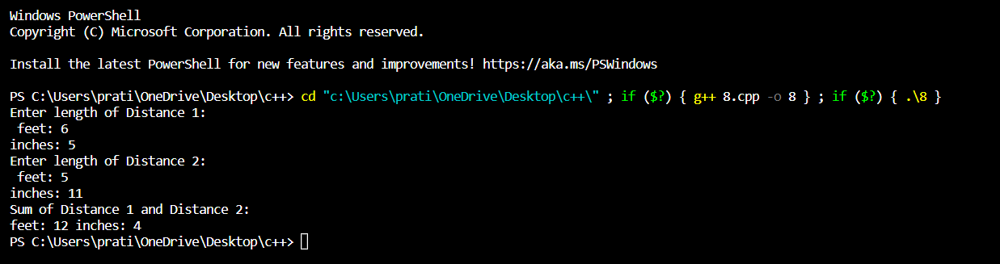 Windows PowerShell
Copyright (C) Microsoft Corporation. All rights reserved.
Install the latest PowerShell for new features and improvements! https://aka.ms/PSWindows
PS C:\Users\prati\OneDrive\Desktop\c++> cd "c:\Users\prati\OneDrive\Desktop\c++\" ; if ($?) { g++ 8.cpp -o 8 } ; if ($?) { .\8 }
Enter length of Distance 1:
 feet: 6
inches: 5
Enter length of Distance 2:
 feet: 5
inches: 11
Sum of Distance 1 and Distance 2:
feet: 12 inches: 4
PS C:\Users\prati\OneDrive\Desktop\c++>